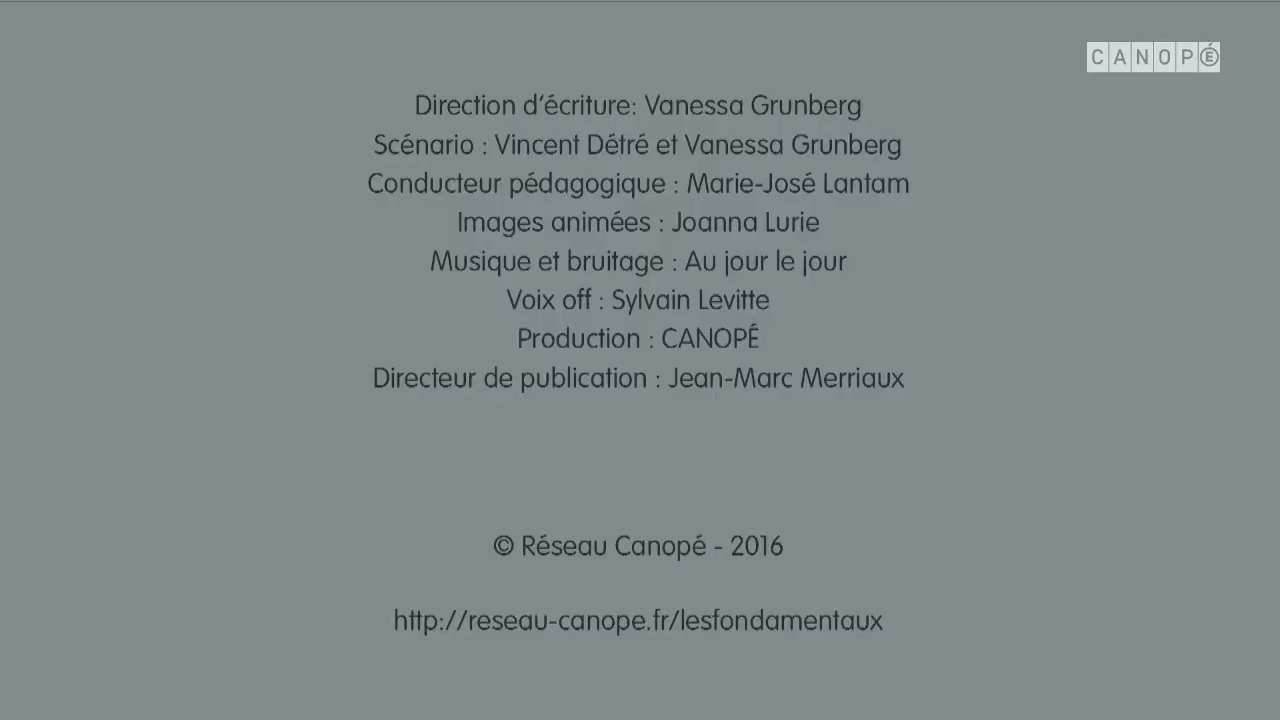 CANOPÉ
Direction d'écriture: Vanessa Grunberg
Scénario : Vincent Détré et Vanessa Grunberg
Conducteur pédagogique : Marie-José Lantam
Images animées : Joanna Lurie
Musique et bruitage : Au jour le jour
Voix off : Sylvain Levitte
Production : CANOPÉ
Directeur de publication : Jean-Marc Merriaux
© Réseau Canopé - 2016
http://reseau-canope.fr/lesfondamentaux